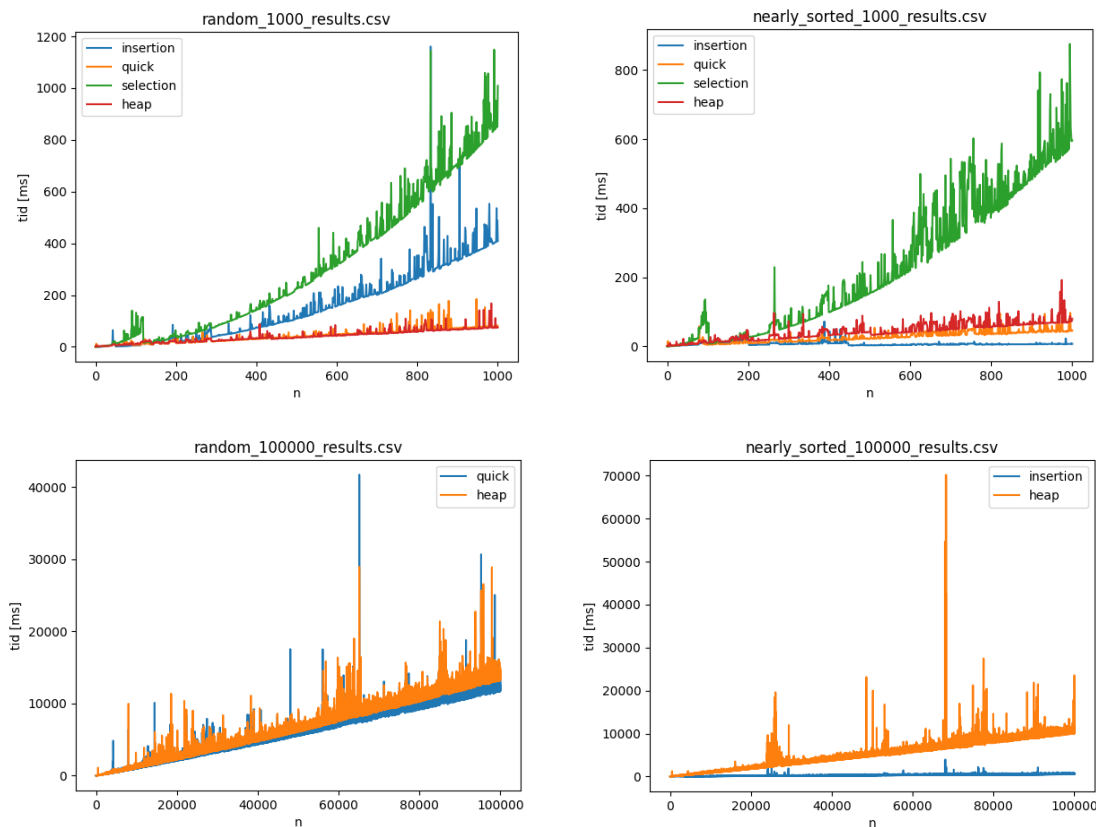 random_1000_results.csv
1200
1000
800
600
400
200
0
tid [ms]
insertion
quick
selection
heap
0 200 400 600 800 1000
n
nearly_sorted_1000_results.csv
800
600
400
200
0
tid [ms]
insertion
quick
selection
heap
0 200 400 600 800 1000
n
random_100000_results.csv
40000
30000
20000
10000
0
tid [ms]
quick
heap
0 20000 40000 60000 80000 100000
n
nearly_sorted_100000_results.csv
70000
60000
50000
40000
30000
20000
10000
0
tid [ms]
insertion
heap
0 20000 40000 60000 80000 100000
n